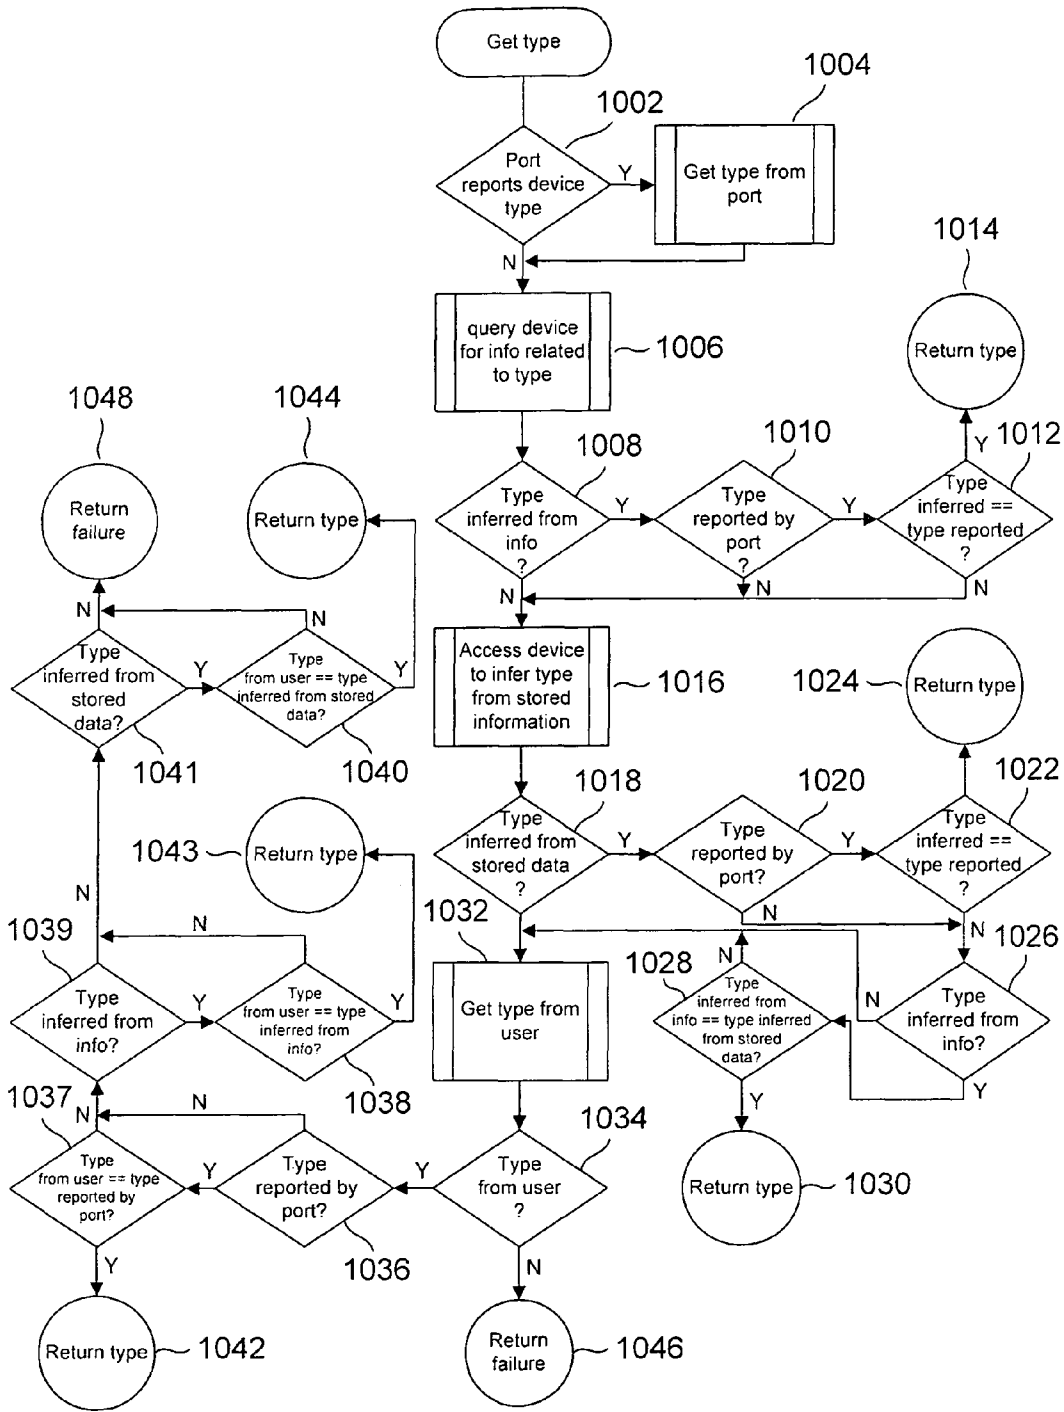 Get type
1002
1004
Port
reports device
type
Y
Get type from
port
N
1014
Return type
query device
for info related
to type
1006
1048
1044
1008
1010
Y
1012
Return
failure
Return type
Type
inferred from
info
?
Y
Type
reported by
port
?
Y
Type
inferred ==
type reported
?
N
N
N
N
N
Type
inferred from
stored
data?
Y
Type
from user == type
inferred from stored
data?
Y
1041
1040
Access device
to infer type
from stored
information
1016
1024
Return type
1018
1020
1022
1043
Return type
Type
inferred from
stored data
?
Y
Type
reported by
port?
Y
Type
inferred ==
type reported
?
N
N
N
1039
N
1032
1028
N
1026
Type
inferred from
info?
Y
Type
from user == type
inferred from
info?
Y
Get type from
user
Type
inferred from
info == type inferred
from stored
data?
N
Type
inferred from
info?
Y
Y
1037
N
N
1038
1034
Type
from user == type
reported by
port?
Y
Type
reported by
port?
Y
Type
from user
?
Return type
1030
Y
1036
N
Return type
1042
Return
failure
1046